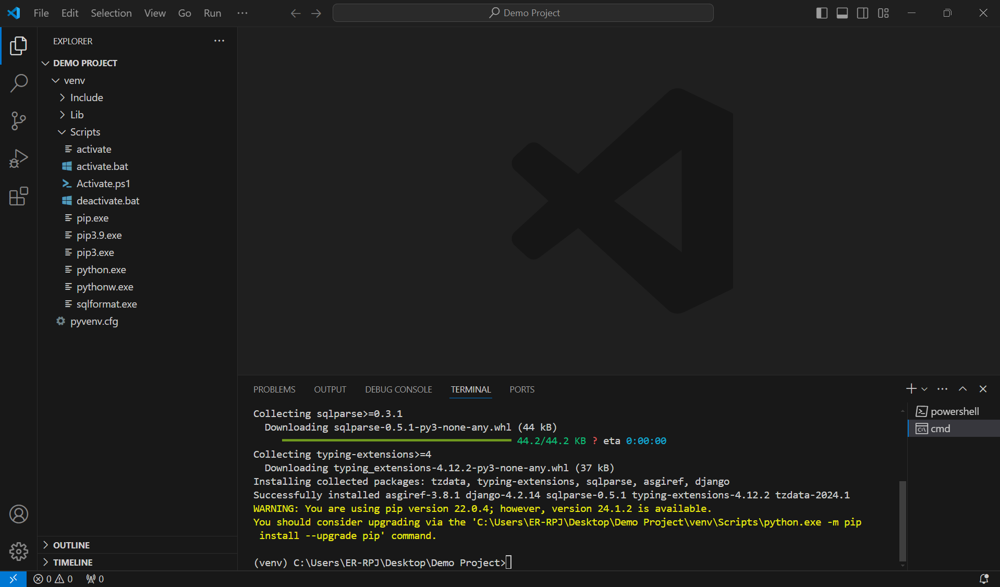 File Edit Selection View Go Run ··· Demo Project
EXPLORER ···
DEMO PROJECT
venv
Include
Lib
Scripts
activate
activate.bat
Activate.ps1
deactivate.bat
pip.exe
pip3.9.exe
pip3.exe
python.exe
pythonw.exe
sqlformat.exe
pyvenv.cfg
OUTLINE
TIMELINE
PROBLEMS OUTPUT DEBUG CONSOLE TERMINAL PORTS
Collecting sqlparse>=0.3.1
Downloading sqlparse-0.5.1-py3-none-any.whl (44 kB)
44.2/44.2 KB ? eta 0:00:00
Collecting typing-extensions>=4
Downloading typing_extensions-4.12.2-py3-none-any.whl (37 kB)
Installing collected packages: tzdata, typing-extensions, sqlparse, asgiref, django
Successfully installed asgiref-3.8.1 django-4.2.14 sqlparse-0.5.1 typing-extensions-4.12.2 tzdata-2024.1
WARNING: You are using pip version 22.0.4; however, version 24.1.2 is available.
You should consider upgrading via the 'C:\Users\ER-RPJ\Desktop\Demo Project\venv\Scripts\python.exe -m pip
install --upgrade pip' command.
(venv) C:\Users\ER-RPJ\Desktop\Demo Project>
powershell
cmd
0 0 0